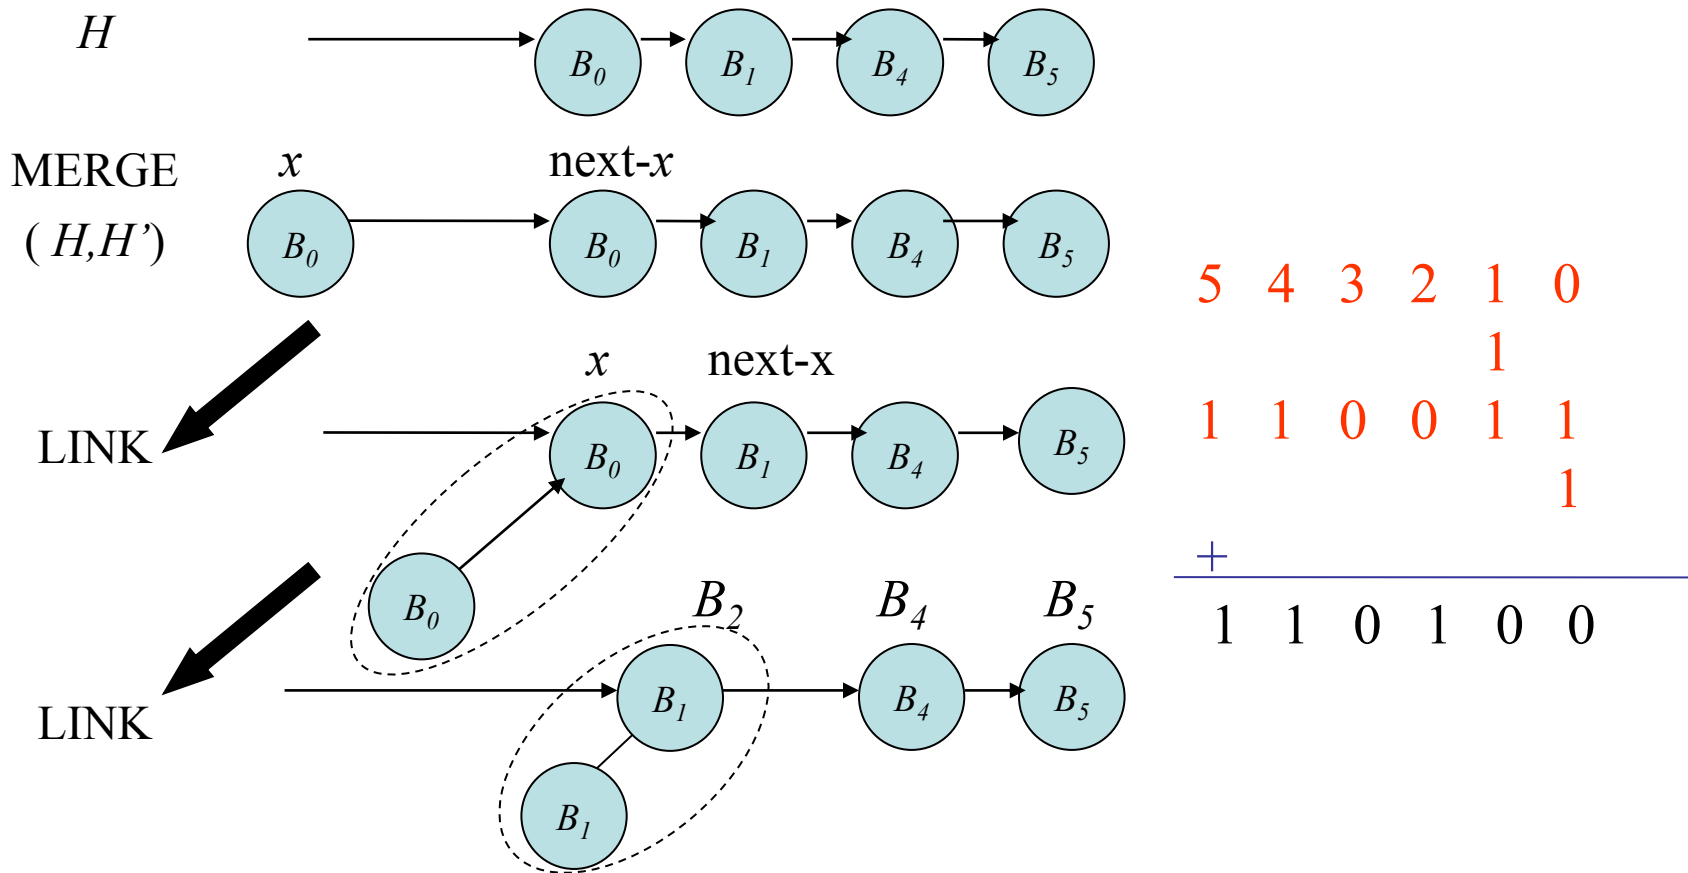 H
B0 B1 B4 B5
MERGE x next-x
( H,H’) B0 B0 B1 B4 B5
5 4 3 2 1 0
x next-x 1
LINK B0 B1 B4 B5 1 1 0 0 1 1
1
+
B0 B2 B4 B5 1 1 0 1 0 0
LINK B1 B4 B5
B1